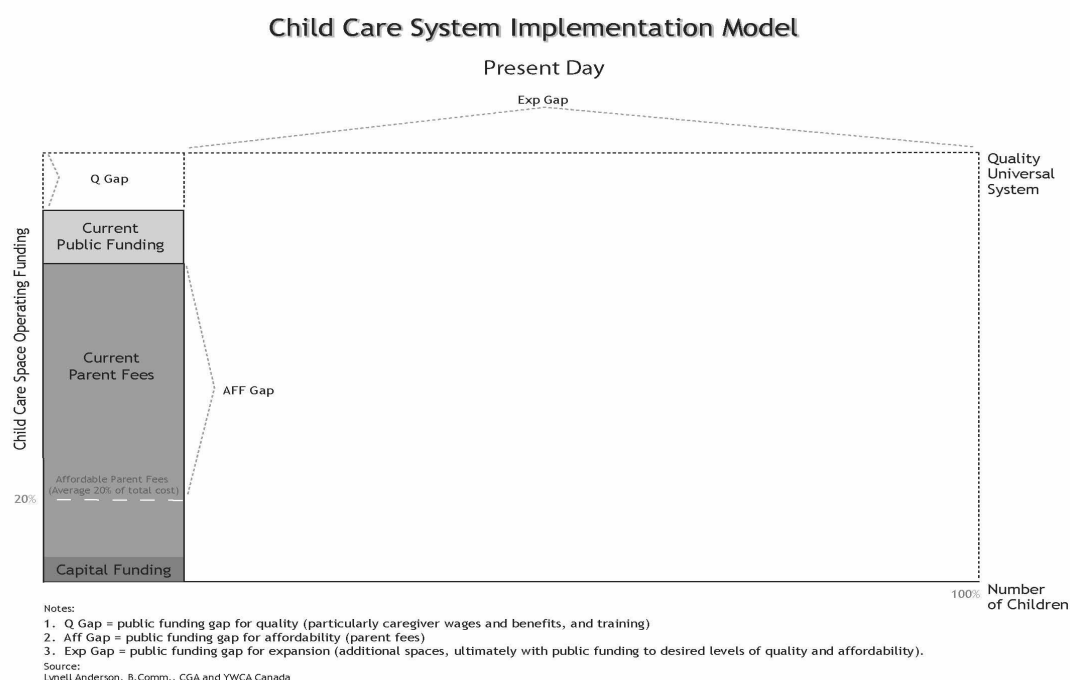 Child Care System Implementation Model
Present Day
Exp Gap
Quality
Universal
System
Q Gap
Current
Public Funding
Child Care Space Operating Funding
Current
Parent Fees
AFF Gap
Affordable Parent Fees
(Average 20% of total cost)
20%
Capital Funding
100%
Number
of Children
Notes:
1. Q Gap = public funding gap for quality (particularly caregiver wages and benefits, and training)
2. Aff Gap = public funding gap for affordability (parent fees)
3. Exp Gap = public funding gap for expansion (additional spaces, ultimately with public funding to desired levels of quality and affordability).
Source:
Lynell Anderson, B.Comm., CGA and YWCA Canada